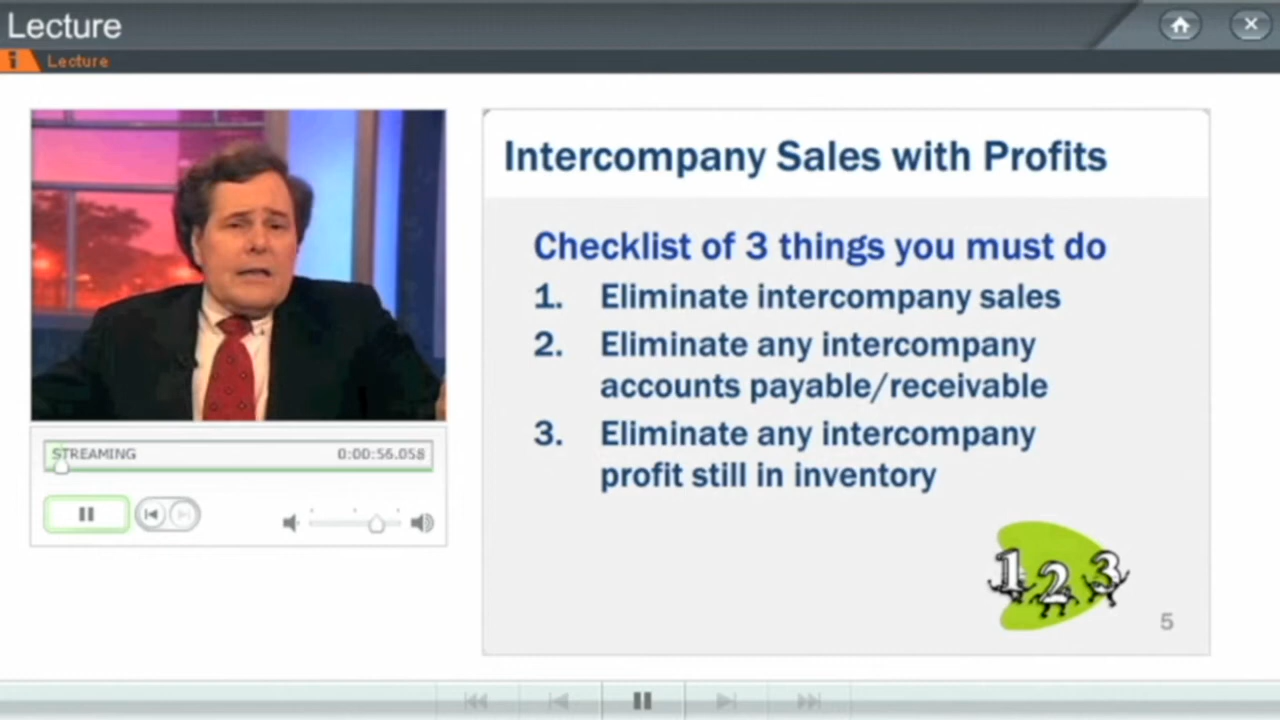 Lecture
i Lecture
Intercompany Sales with Profits
Checklist of 3 things you must do
1. Eliminate intercompany sales
2. Eliminate any intercompany
accounts payable/receivable
3. Eliminate any intercompany
profit still in inventory
STREAMING 0:00:56.058
1 2 3
5